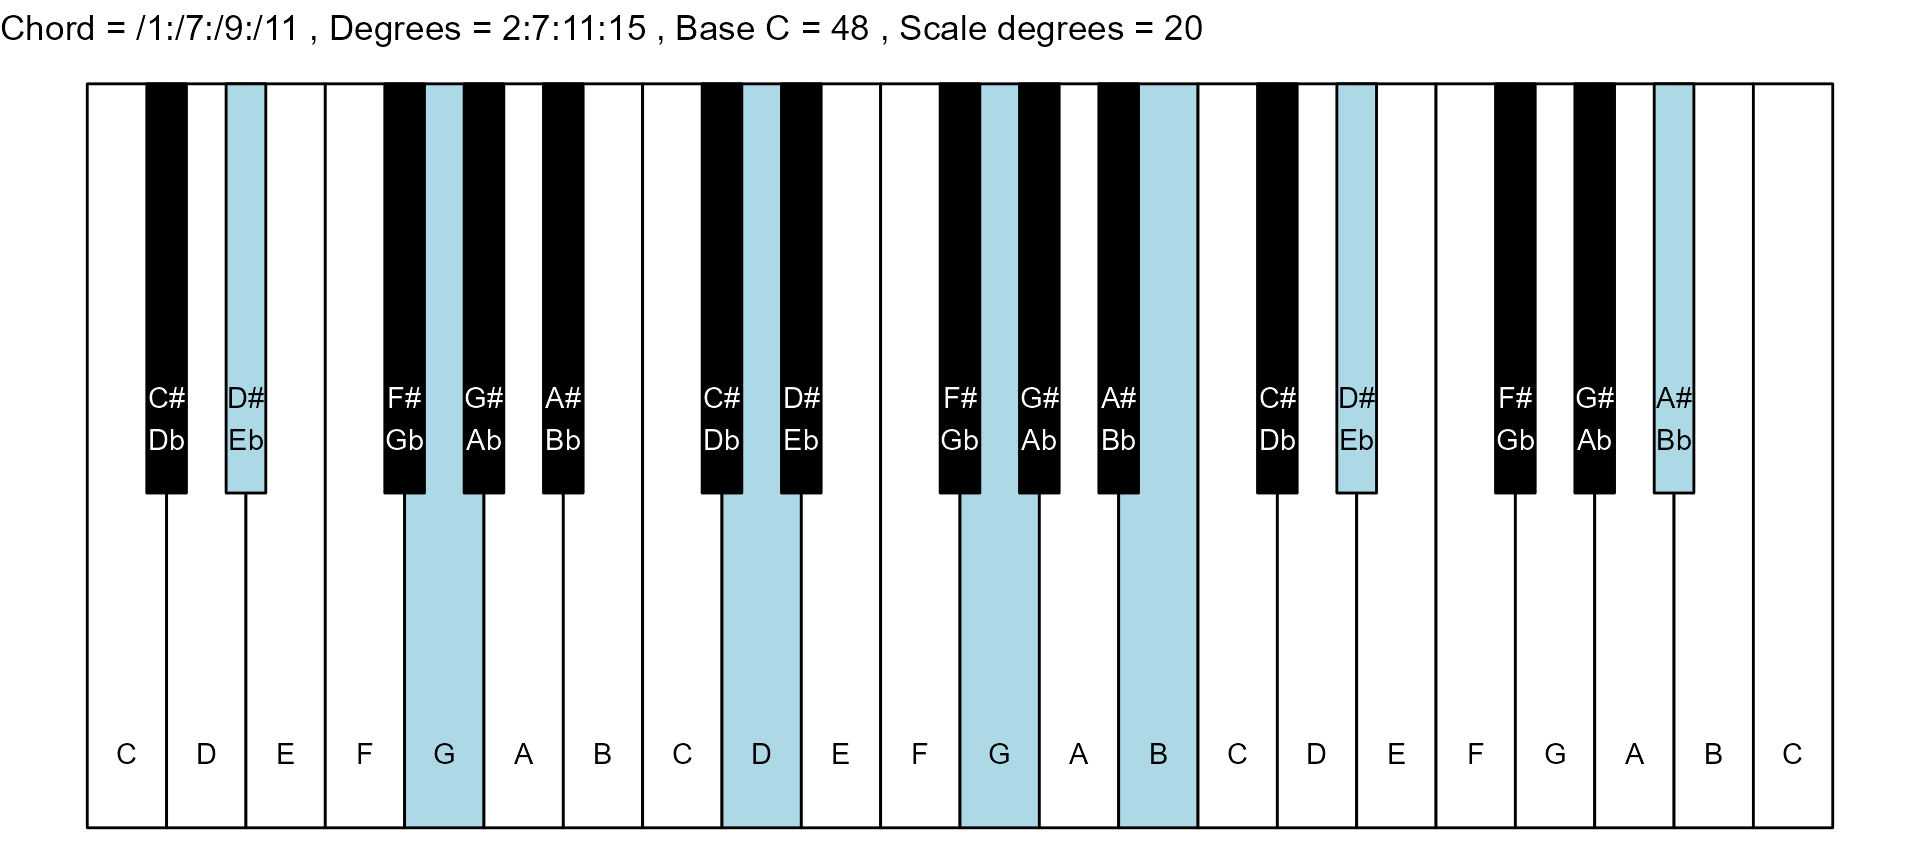 Chord = /1:/7:/9:/11 , Degrees = 2:7:11:15 , Base C = 48 , Scale degrees = 20
C# D# F# G# A# C# D# F# G# A# C# D# F# G# A#
Db Eb Gb Ab Bb Db Eb Gb Ab Bb Db Eb Gb Ab Bb
C D E F G A B C D E F G A B C D E F G A B C